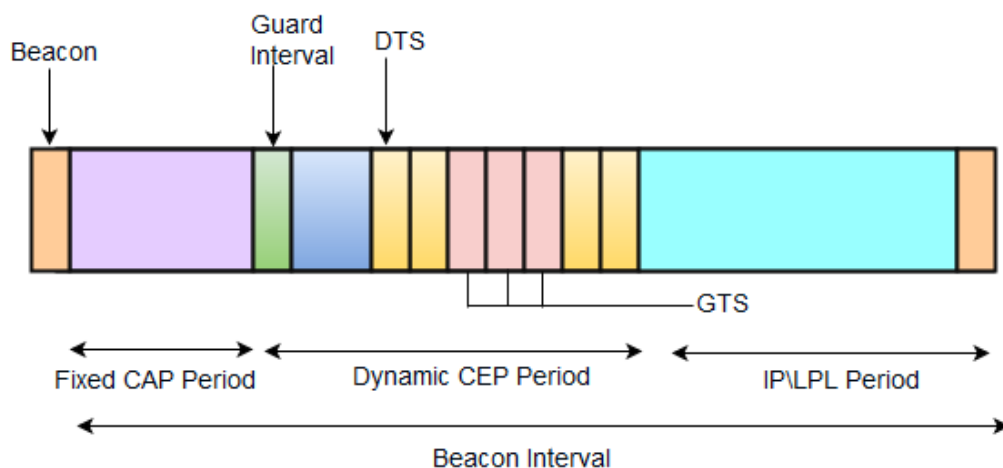 Beacon
Guard
Interval
DTS
GTS
Fixed CAP Period
Dynamic CEP Period
IP\LPL Period
Beacon Interval